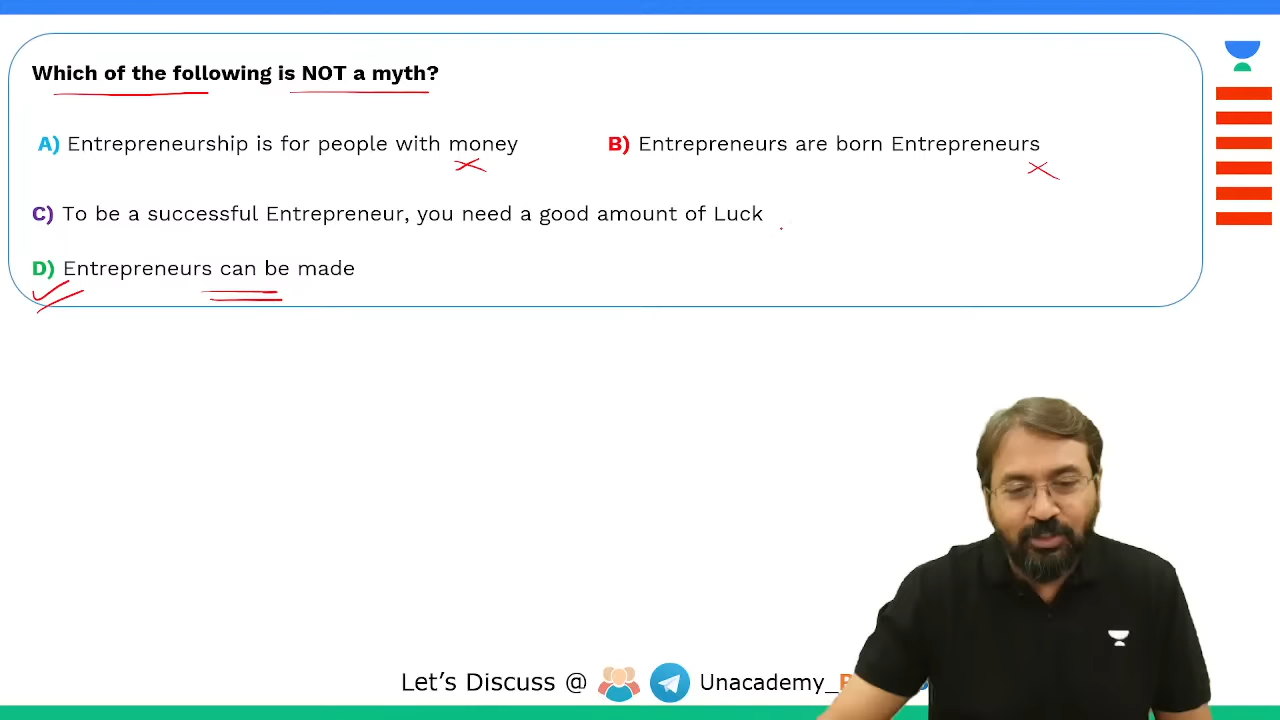 Which of the following is NOT a myth?
A) Entrepreneurship is for people with money
B) Entrepreneurs are born Entrepreneurs
C) To be a successful Entrepreneur, you need a good amount of Luck
D) Entrepreneurs can be made
Let's Discuss @ Unacademy_